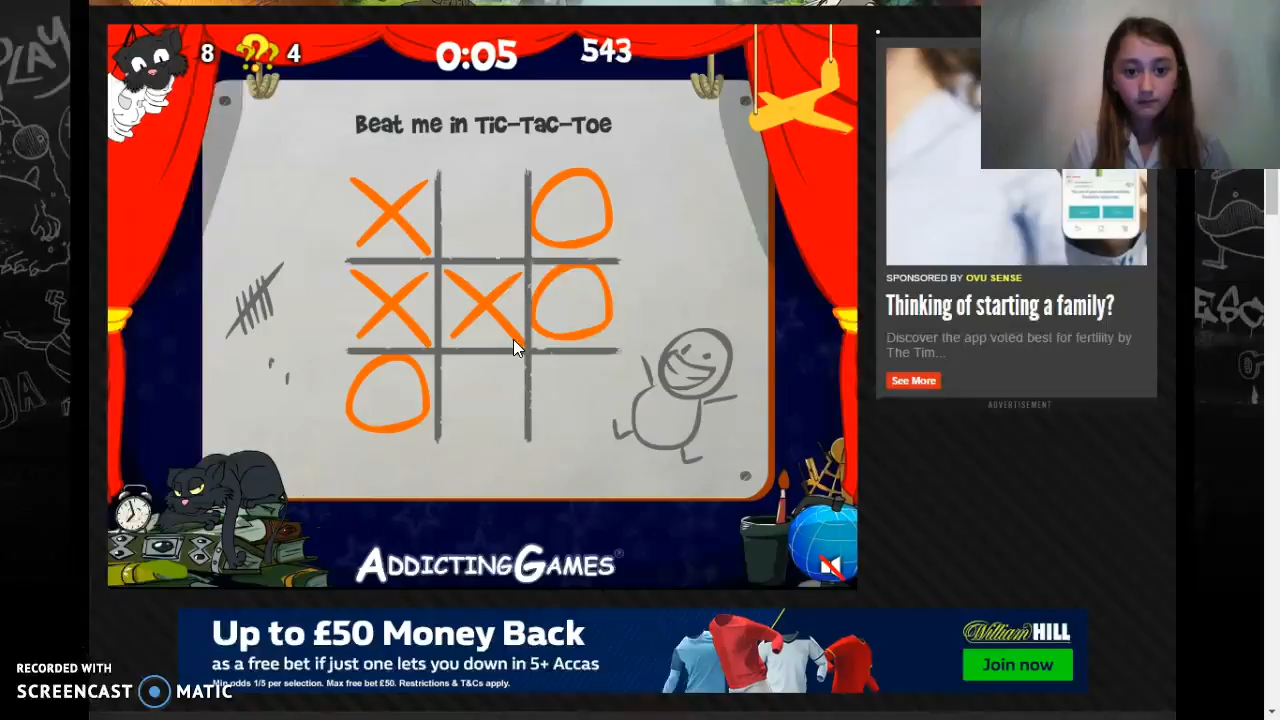 8 ? 4 0:05 543
Beat me in Tic-Tac-Toe
X O
X X O
O
ADDICTINGGAMES®
SPONSORED BY OVU SENSE
Thinking of starting a family?
Discover the app voted best for fertility by
The Tim...
See More
ADVERTISEMENT
Up to £50 Money Back
as a free bet if just one lets you down in 5+ Accas
Min odds 1/5 per selection. Max free bet £50. Restrictions & T&Cs apply.
William HILL
Join now
RECORDED WITH
SCREENCAST MATIC
PLAY